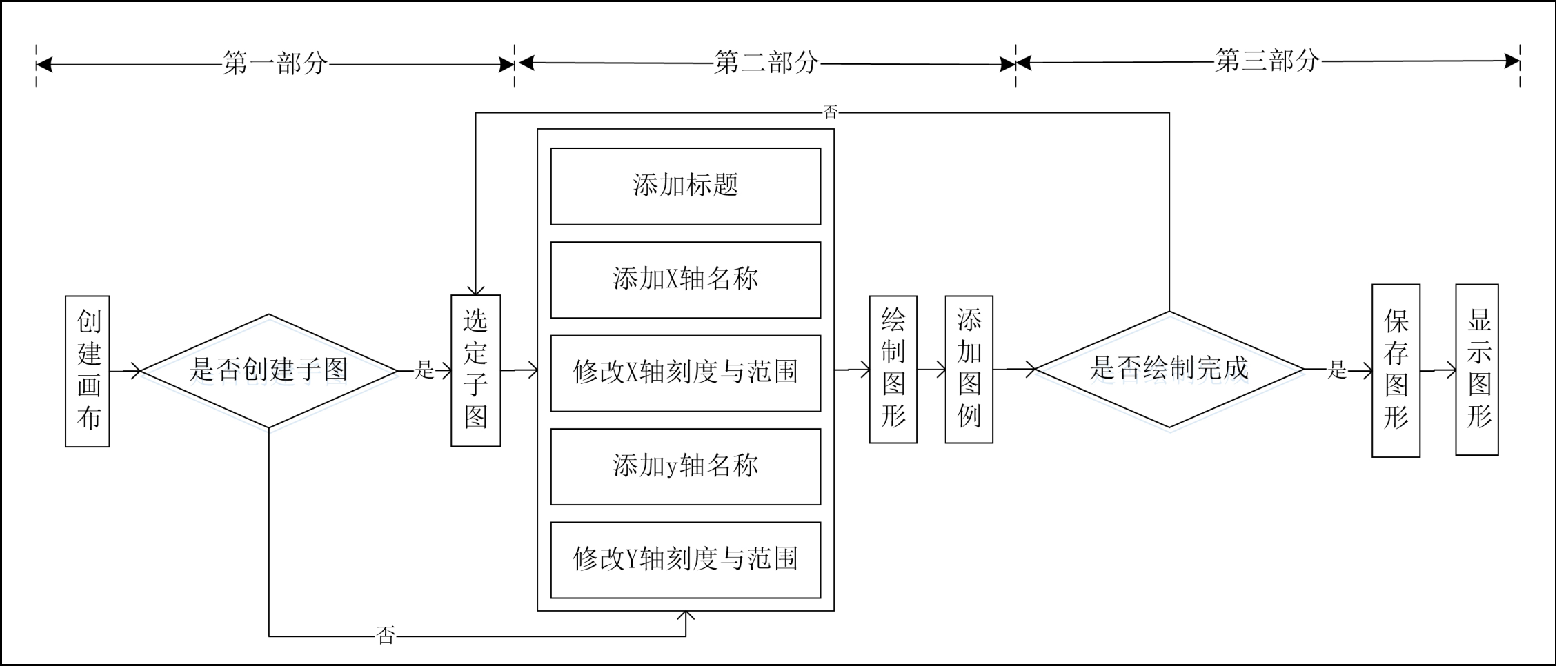 第一部分
第二部分
第三部分
否
添加标题
添加X轴名称
创建画布
是否创建子图
是
选定子图
修改X轴刻度与范围
绘制图形
添加图例
是否绘制完成
是
保存图形
显示图形
添加y轴名称
修改Y轴刻度与范围
否